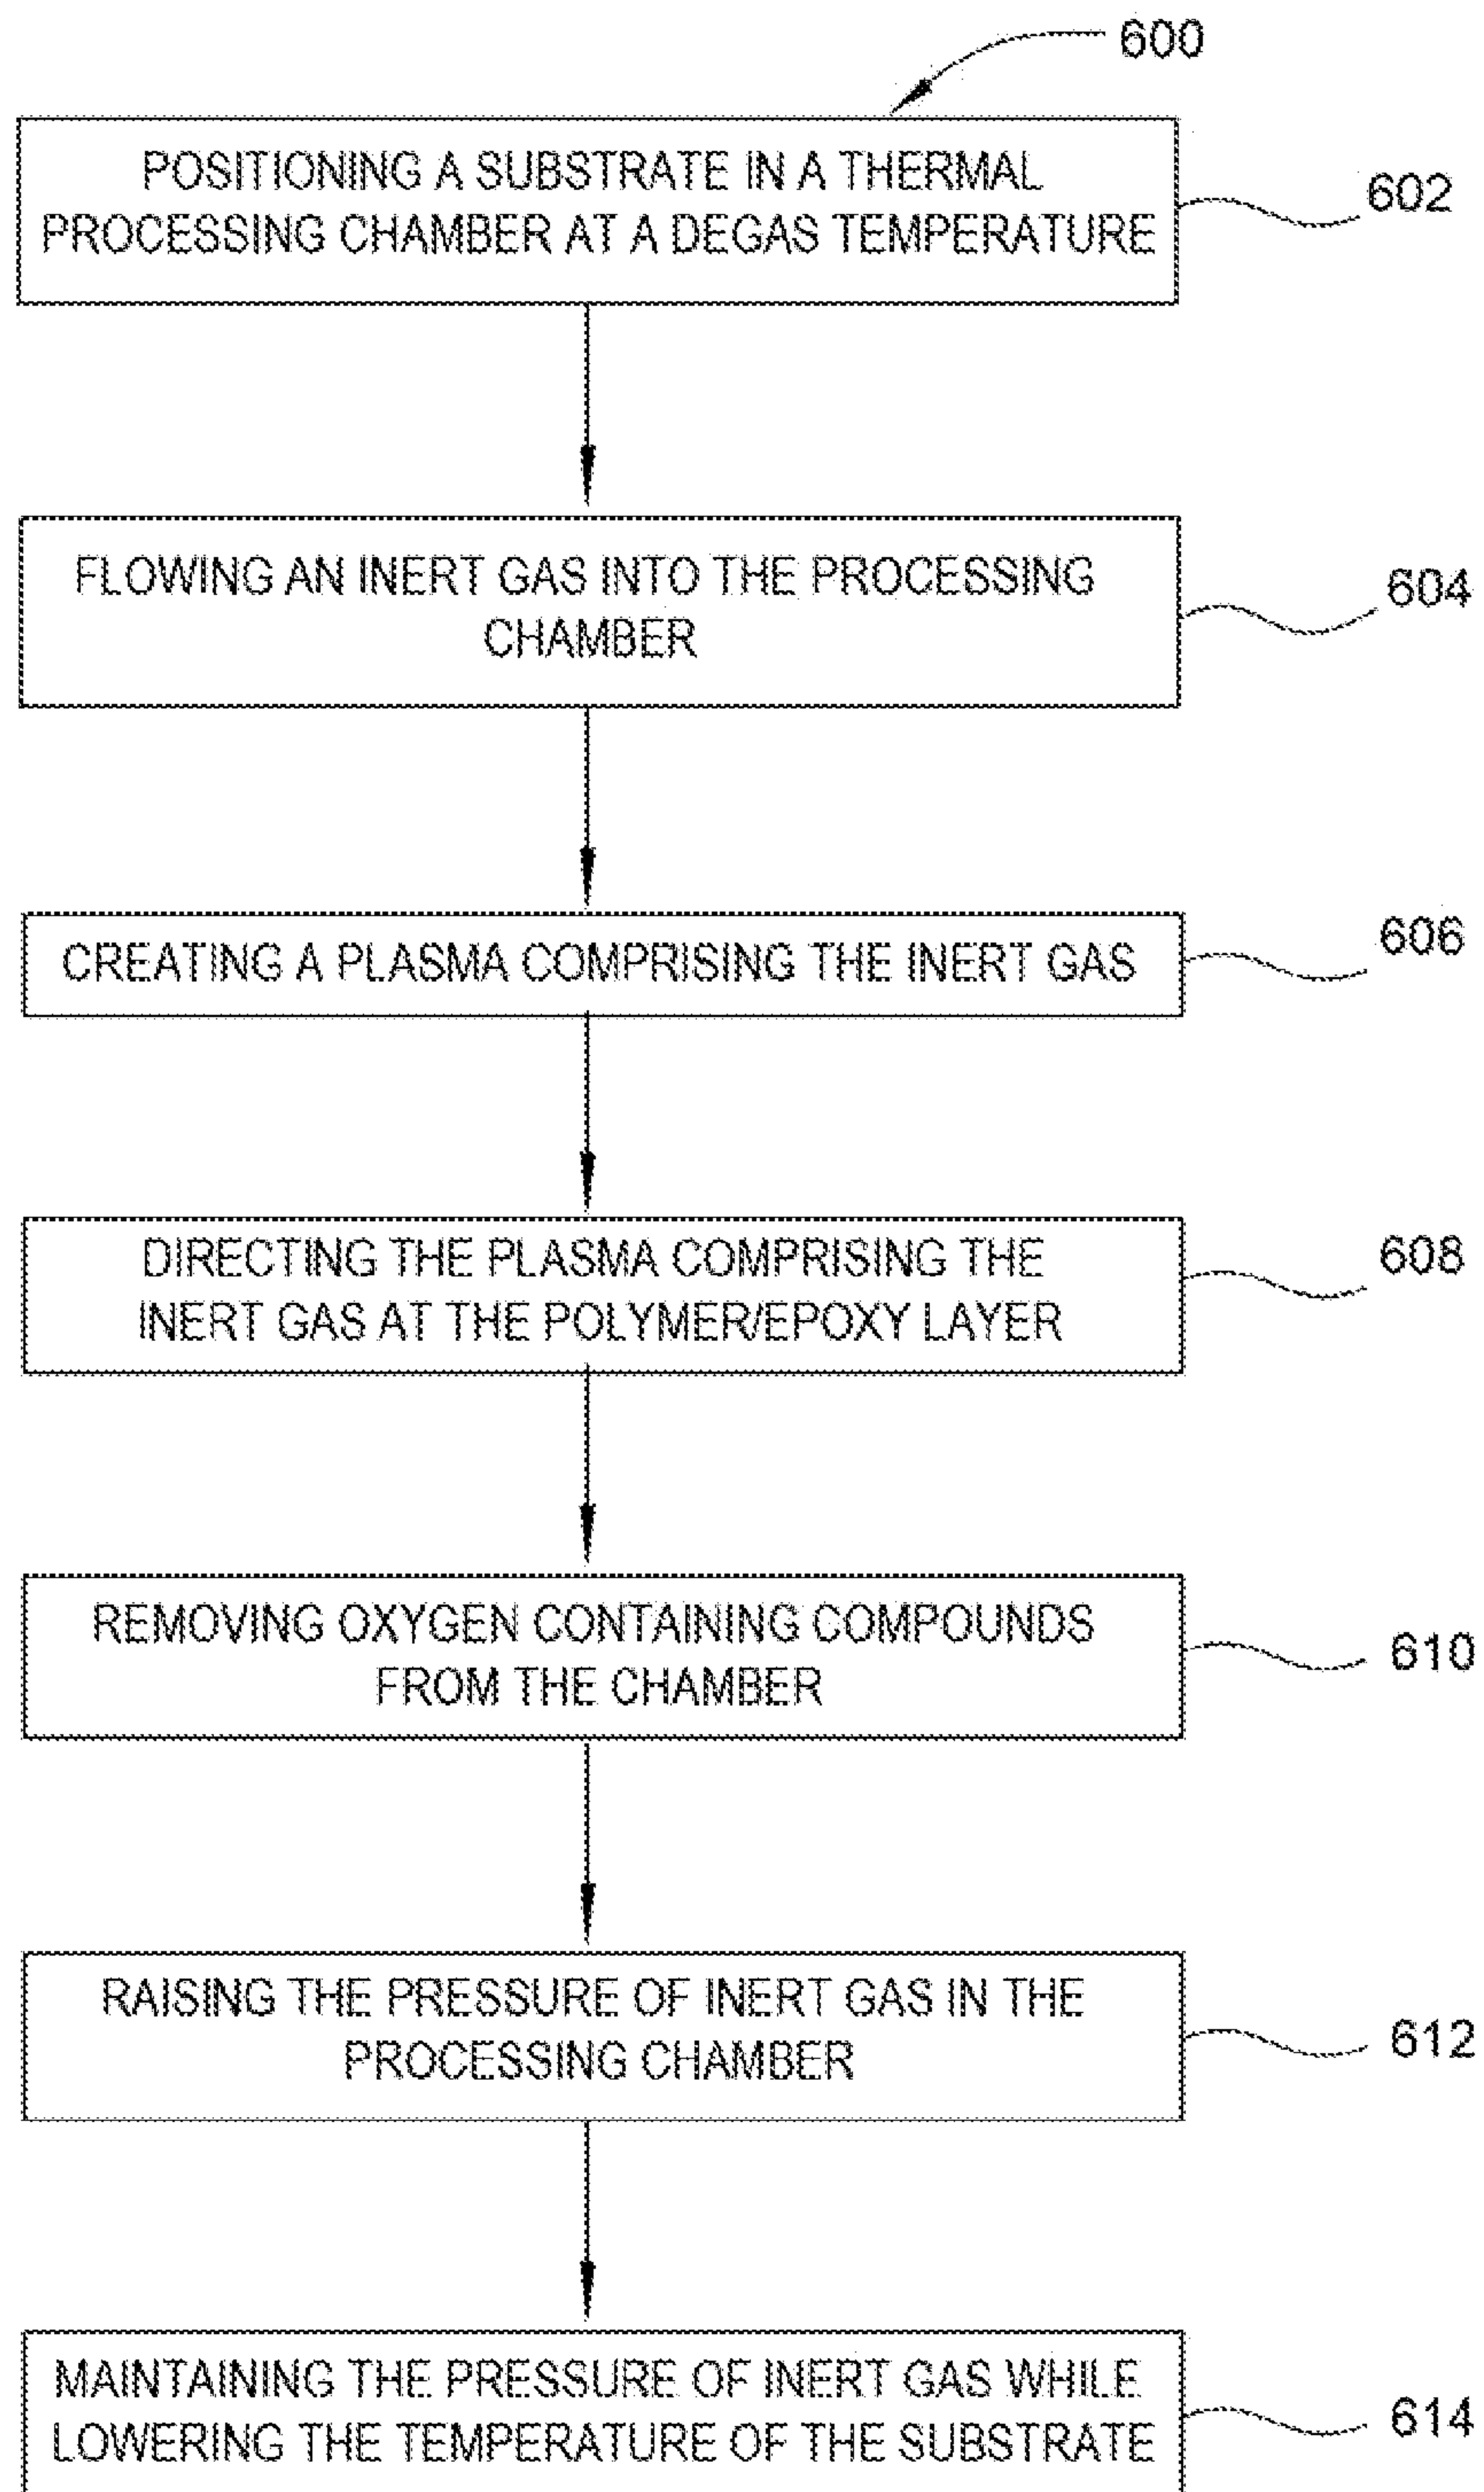 600
POSITIONING A SUBSTRATE IN A THERMAL
PROCESSING CHAMBER AT A DEGAS TEMPERATURE
602
FLOWING AN INERT GAS INTO THE PROCESSING
CHAMBER
604
CREATING A PLASMA COMPRISING THE INERT GAS
606
DIRECTING THE PLASMA COMPRISING THE
INERT GAS AT THE POLYMER/EPOXY LAYER
608
REMOVING OXYGEN CONTAINING COMPOUNDS
FROM THE CHAMBER
610
RAISING THE PRESSURE OF INERT GAS IN THE
PROCESSING CHAMBER
612
MAINTAINING THE PRESSURE OF INERT GAS WHILE
LOWERING THE TEMPERATURE OF THE SUBSTRATE
614